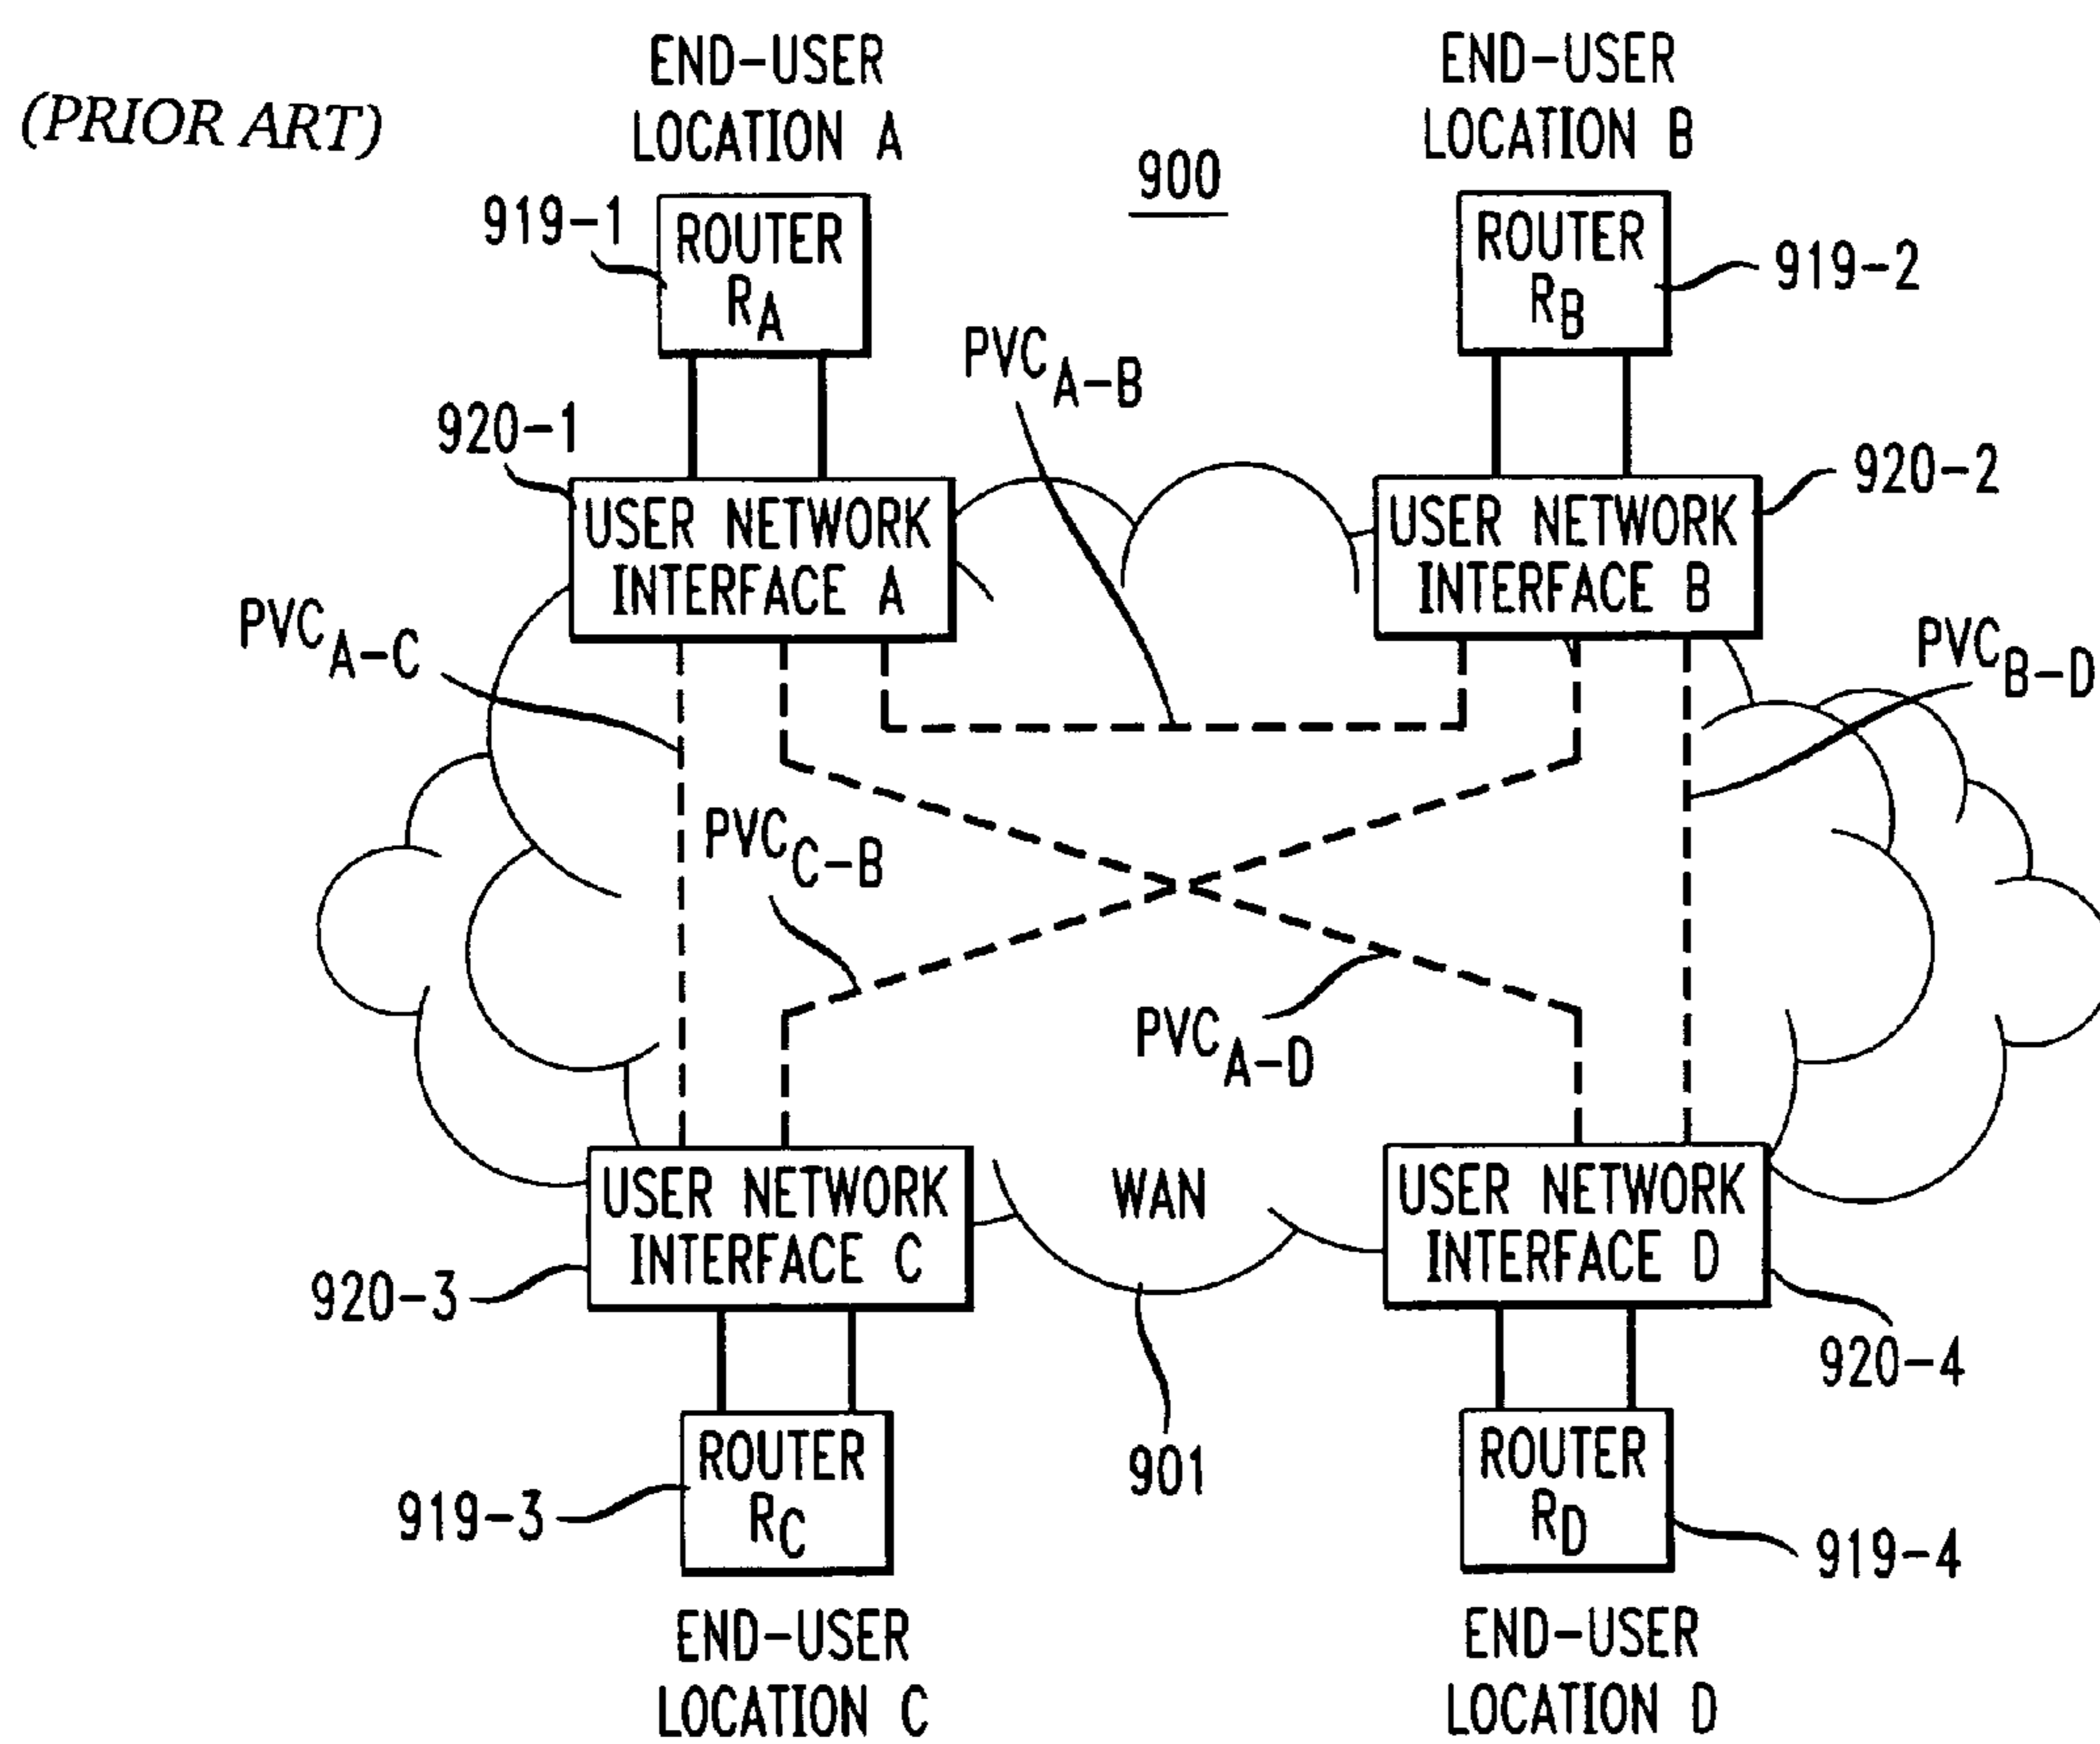 (PRIOR ART)
END-USER
LOCATION A
END-USER
LOCATION B
900
919-1
ROUTER
RA
ROUTER
RB
919-2
PVCA-B
920-1
USER NETWORK
INTERFACE A
USER NETWORK
INTERFACE B
920-2
PVCA-C
PVCB-D
PVCC-B
PVCA-D
USER NETWORK
INTERFACE C
WAN
USER NETWORK
INTERFACE D
920-3
920-4
901
ROUTER
RC
ROUTER
RD
919-3
919-4
END-USER
LOCATION C
END-USER
LOCATION D